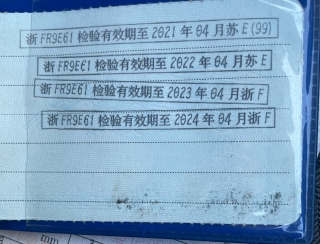 浙 FR9E61 检验有效期至 2021 年 04 月苏 E(99)
浙 FR9E61 检验有效期至 2022 年 04 月苏 E
浙 FR9E61 检验有效期至 2023 年 04 月浙 F
浙 FR9E61 检验有效期至 2024 年 04 月浙 F
mm